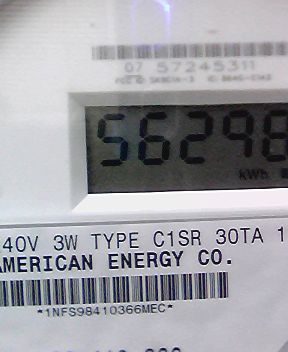 07 57245311
56298
kWh
40V 3W TYPE C1SR 30TA 1
AMERICAN ENERGY CO.
*1NFS98410366MEC*